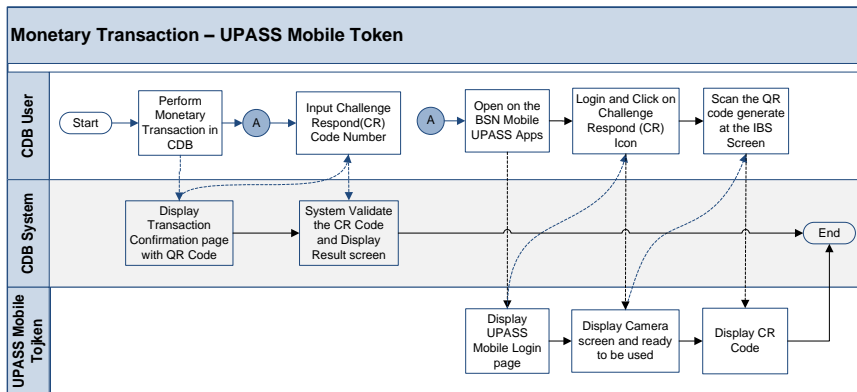 Monetary Transaction – UPASS Mobile Token
CDB User
Start
Perform
Monetary
Transaction in
CDB
A
Input Challenge
Respond(CR)
Code Number
A
Open on the
BSN Mobile
UPASS Apps
Login and Click on
Challenge
Respond (CR)
Icon
Scan the QR
code generate
at the IBS
Screen
CDB System
Display
Transaction
Confirmation page
with QR Code
System Validate
the CR Code
and Display
Result screen
End
UPASS Mobile
Tojken
Display
UPASS
Mobile Login
page
Display Camera
screen and ready
to be used
Display CR
Code